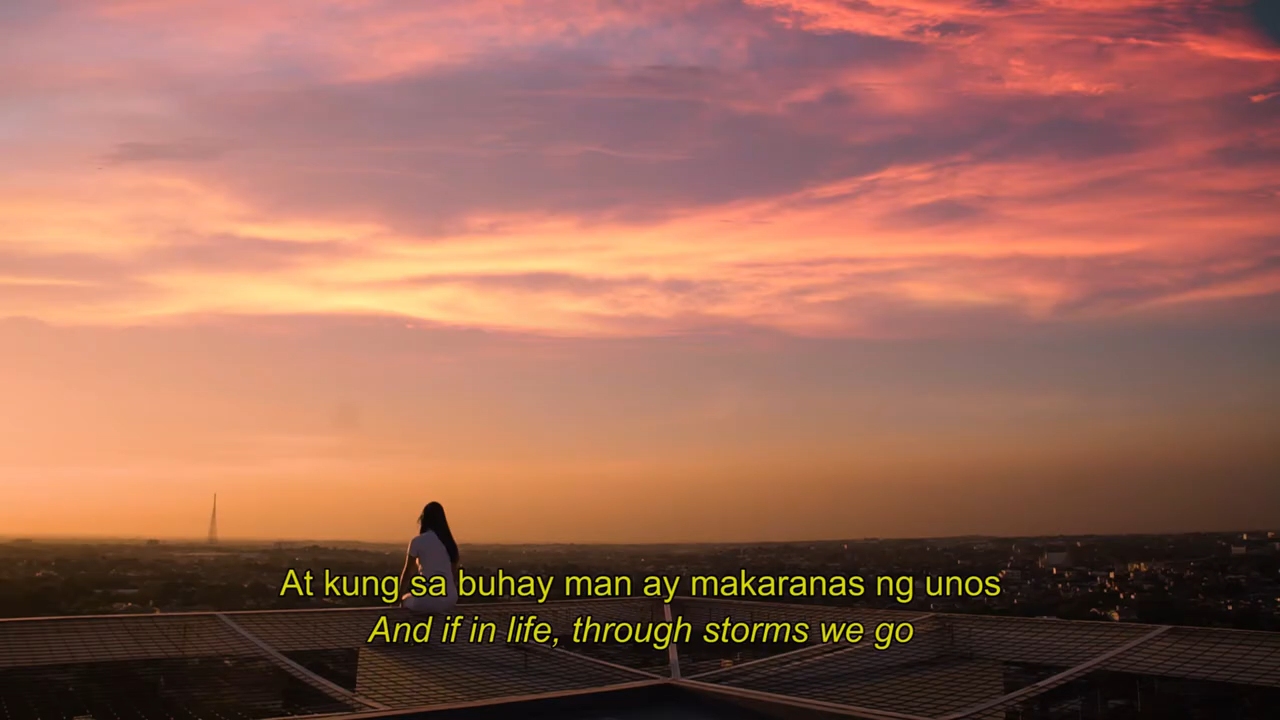 At kung sa buhay man ay makaranas ng unos
And if in life, through storms we go